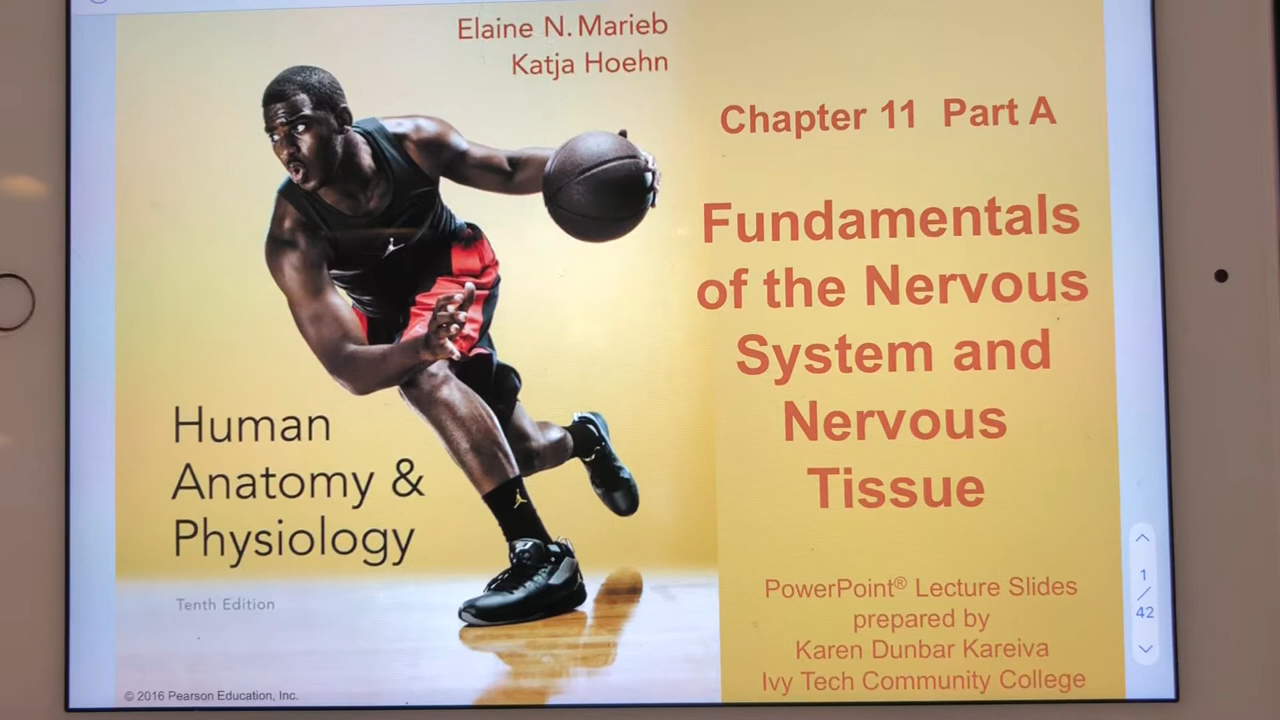 Elaine N. Marieb
Katja Hoehn
Human
Anatomy &
Physiology
Tenth Edition
© 2016 Pearson Education, Inc.
Chapter 11 Part A
Fundamentals
of the Nervous
System and
Nervous
Tissue
PowerPoint® Lecture Slides
prepared by
Karen Dunbar Kareiva
Ivy Tech Community College
1
/
42